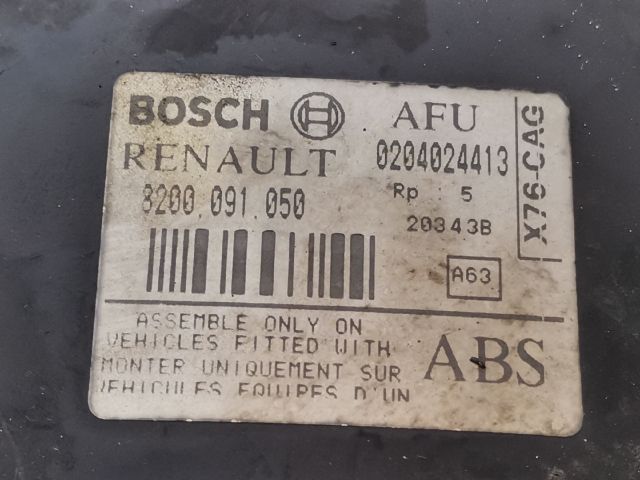 BOSCH AFU
RENAULT 0204024413
8200 091 050 Rp : 5
20343B
X76-CAG
A63
ASSEMBLE ONLY ON
VEHICLES FITTED WITH
MONTER UNIQUEMENT SUR
VEHICULES EQUIPES D'UN
ABS